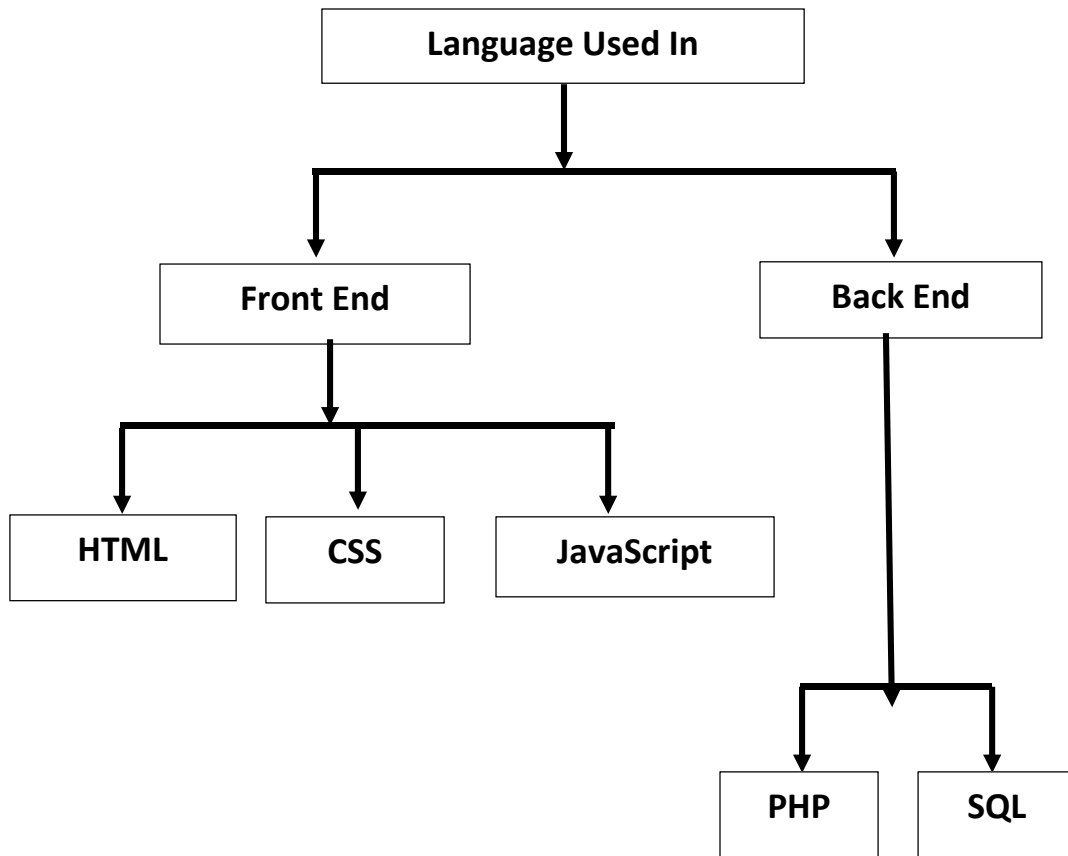 Language Used In
Front End
Back End
HTML
CSS
JavaScript
PHP
SQL